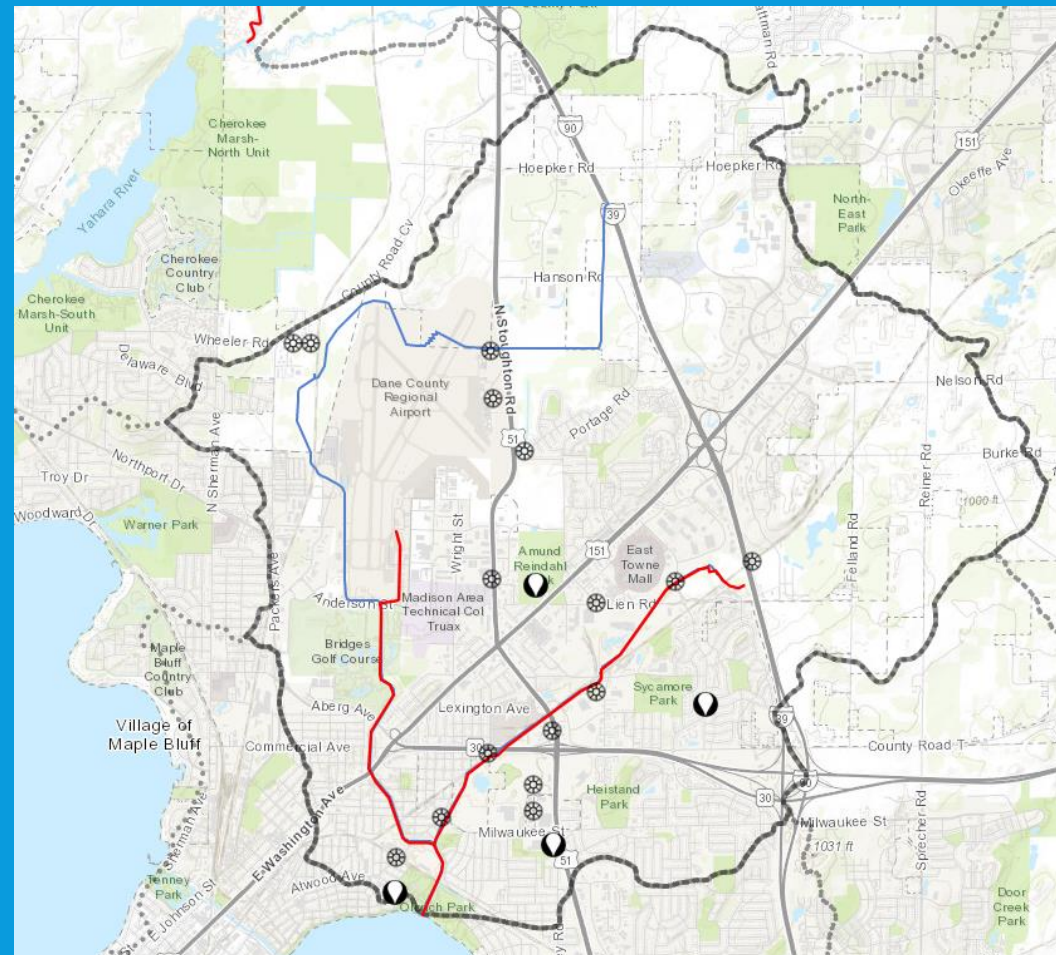 90
151
Hoepker Rd
Hoepker Rd
Okeeffe Ave
Cherokee
Marsh-
North Unit
Yahara River
39
North-
East
Park
Cherokee
Country
Club
County Road Cv
Hanson Rd
Cherokee
Marsh-South
Unit
Wheeler Rd
N Stoughton Rd
Delaware Blvd
Dane County
Regional
Airport
Nelson Rd
Portage Rd
51
N Sherman Ave
Northport Dr
Burke Rd
Troy Dr
Reiner Rd
Woodward Dr
Warner Park
1060 ft
Felland Rd
Wright St
151
Amund
Reindahl
East
Towne
Mall
Packers Ave
Anderson St
Madison Area
Technical Col
Truax
Lien Rd
Bridges
Golf Course
Maple
Bluff
Country
Club
Sycamore
Park
Aberg Ave
Lexington Ave
39
Village of
Maple Bluff
Commercial Ave
30
County Road T
90
Heistand
Park
30
Milwaukee St
Milwaukee St
Sherman Ave
E Washington Ave
1031 ft
Sprecher Rd
51
Atwood Ave
Tenney
Park
E Johnson St
Park
Door
Creek
Park
St